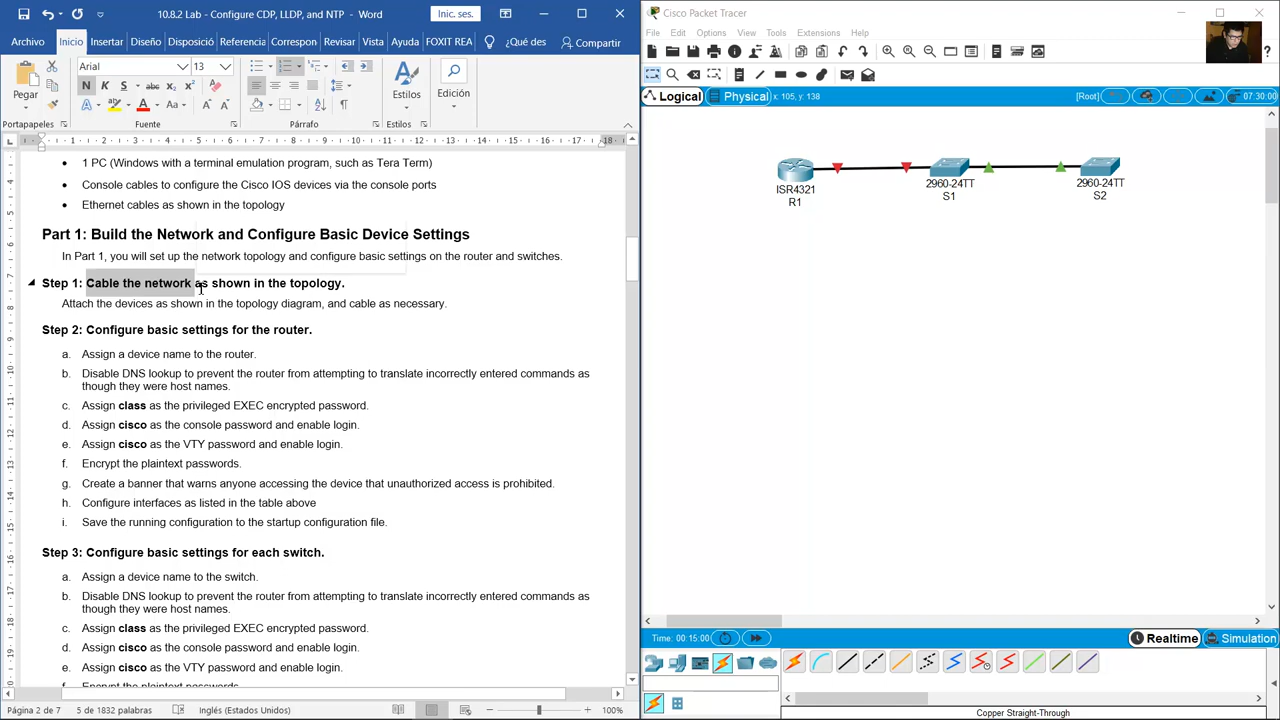 10.8.2 Lab - Configure CDP, LLDP, and NTP - Word
Inic. ses.
Archivo
Inicio
Insertar
Dibujar
Diseño
Disposición
Referencia
Correspon
Revisar
Vista
Ayuda
FOXIT REA
¿Qué des
Compartir
Arial
13
Pegar
Estilos
Edición
Portapapeles
Fuente
Párrafo
Estilos
• 1 PC (Windows with a terminal emulation program, such as Tera Term)
• Console cables to configure the Cisco IOS devices via the console ports
• Ethernet cables as shown in the topology
Part 1: Build the Network and Configure Basic Device Settings
In Part 1, you will set up the network topology and configure basic settings on the router and switches.
Step 1: Cable the network as shown in the topology.
Attach the devices as shown in the topology diagram, and cable as necessary.
Step 2: Configure basic settings for the router.
a. Assign a device name to the router.
b. Disable DNS lookup to prevent the router from attempting to translate incorrectly entered commands as
though they were host names.
c. Assign class as the privileged EXEC encrypted password.
d. Assign cisco as the console password and enable login.
e. Assign cisco as the VTY password and enable login.
f. Encrypt the plaintext passwords.
g. Create a banner that warns anyone accessing the device that unauthorized access is prohibited.
h. Configure interfaces as listed in the table above
i. Save the running configuration to the startup configuration file.
Step 3: Configure basic settings for each switch.
a. Assign a device name to the switch.
b. Disable DNS lookup to prevent the router from attempting to translate incorrectly entered commands as
though they were host names.
c. Assign class as the privileged EXEC encrypted password.
d. Assign cisco as the console password and enable login.
e. Assign cisco as the VTY password and enable login.
f. Encrypt the plaintext passwords
Página 2 de 7
5 de 1832 palabras
Inglés (Estados Unidos)
100%
Cisco Packet Tracer
File Edit Options View Tools Extensions Help
Logical
Physical
x: 105, y: 138
[Root]
07:30:00
ISR4321
R1
2960-24TT
S1
2960-24TT
S2
Time: 00:15:00
Realtime
Simulation
Copper Straight-Through